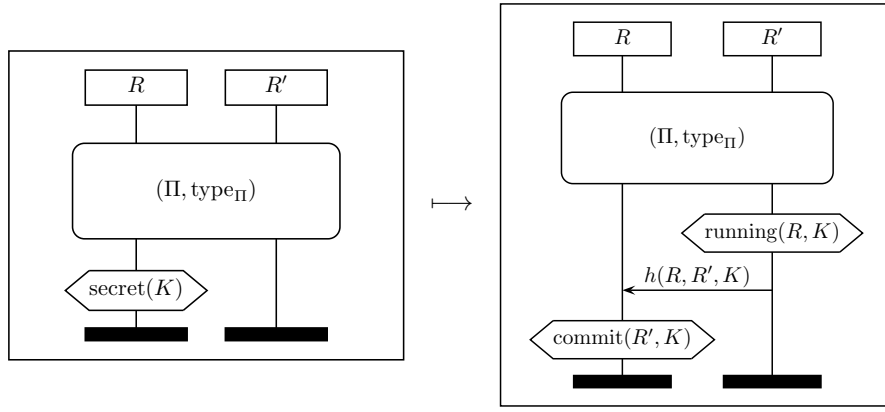 R R′
(Π, type_Π)
secret(K)
⟼
R R′
(Π, type_Π)
running(R, K)
h(R, R′, K)
commit(R′, K)